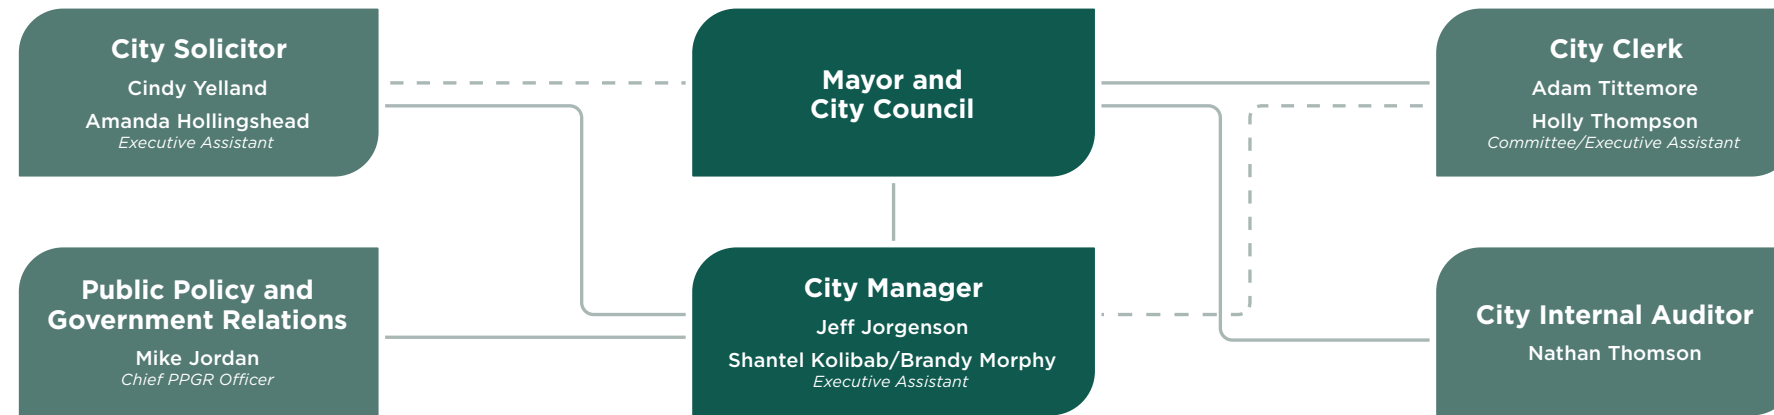 City Solicitor
Cindy Yelland
Amanda Hollingshead
Executive Assistant
Mayor and
City Council
City Clerk
Adam Tittemore
Holly Thompson
Committee/Executive Assistant
Public Policy and
Government Relations
Mike Jordan
Chief PPGR Officer
City Manager
Jeff Jorgenson
Shantel Kolibab/Brandy Morphy
Executive Assistant
City Internal Auditor
Nathan Thomson